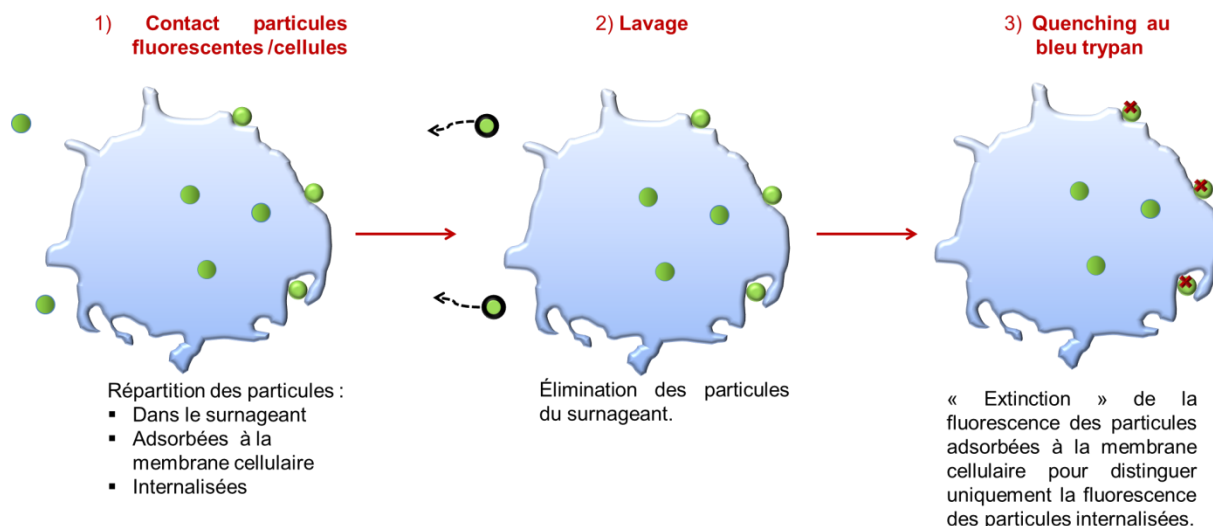 1) Contact particules
fluorescentes /cellules
2) Lavage
3) Quenching au
bleu trypan
Répartition des particules :
▪ Dans le surnageant
▪ Adsorbées à la
membrane cellulaire
▪ Internalisées
Élimination des particules
du surnageant.
« Extinction » de la
fluorescence des particules
adsorbées à la membrane
cellulaire pour distinguer
uniquement la fluorescence
des particules internalisées.